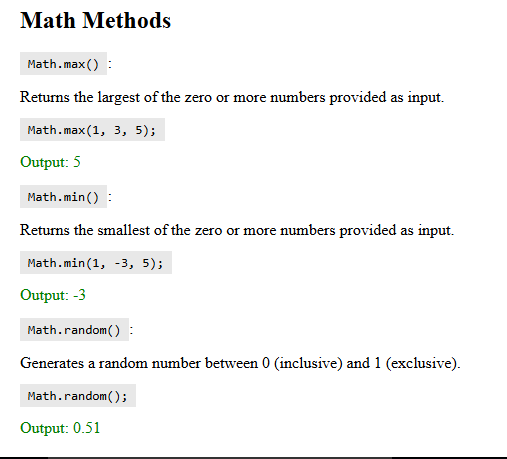 Math Methods
Math.max() :
Returns the largest of the zero or more numbers provided as input.
Math.max(1, 3, 5);
Output: 5
Math.min() :
Returns the smallest of the zero or more numbers provided as input.
Math.min(1, -3, 5);
Output: -3
Math.random() :
Generates a random number between 0 (inclusive) and 1 (exclusive).
Math.random();
Output: 0.51